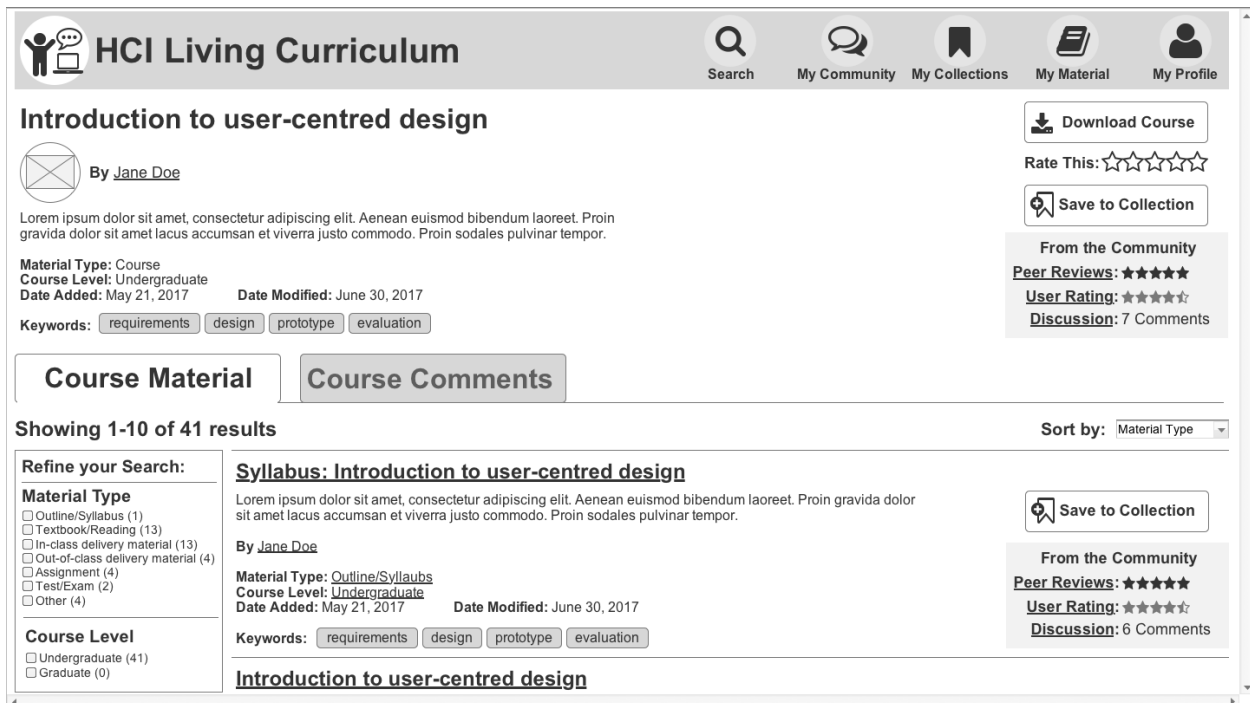 HCI Living Curriculum
Search
My Community
My Collections
My Material
My Profile
Introduction to user-centred design
By Jane Doe
Lorem ipsum dolor sit amet, consectetur adipiscing elit. Aenean euismod bibendum laoreet. Proin
gravida dolor sit amet lacus accumsan et viverra justo commodo. Proin sodales pulvinar tempor.
Material Type: Course
Course Level: Undergraduate
Date Added: May 21, 2017 Date Modified: June 30, 2017
Keywords: requirements design prototype evaluation
Download Course
Rate This:
Save to Collection
From the Community
Peer Reviews:
User Rating:
Discussion: 7 Comments
Course Material
Course Comments
Showing 1-10 of 41 results
Sort by: Material Type
Refine your Search:
Material Type
Outline/Syllabus (1)
Textbook/Reading (13)
In-class delivery material (13)
Out-of-class delivery material (4)
Assignment (4)
Test/Exam (2)
Other (4)
Course Level
Undergraduate (41)
Graduate (0)
Syllabus: Introduction to user-centred design
Lorem ipsum dolor sit amet, consectetur adipiscing elit. Aenean euismod bibendum laoreet. Proin gravida dolor
sit amet lacus accumsan et viverra justo commodo. Proin sodales pulvinar tempor.
By Jane Doe
Material Type: Outline/Syllaubs
Course Level: Undergraduate
Date Added: May 21, 2017 Date Modified: June 30, 2017
Keywords: requirements design prototype evaluation
Save to Collection
From the Community
Peer Reviews:
User Rating:
Discussion: 6 Comments
Introduction to user-centred design